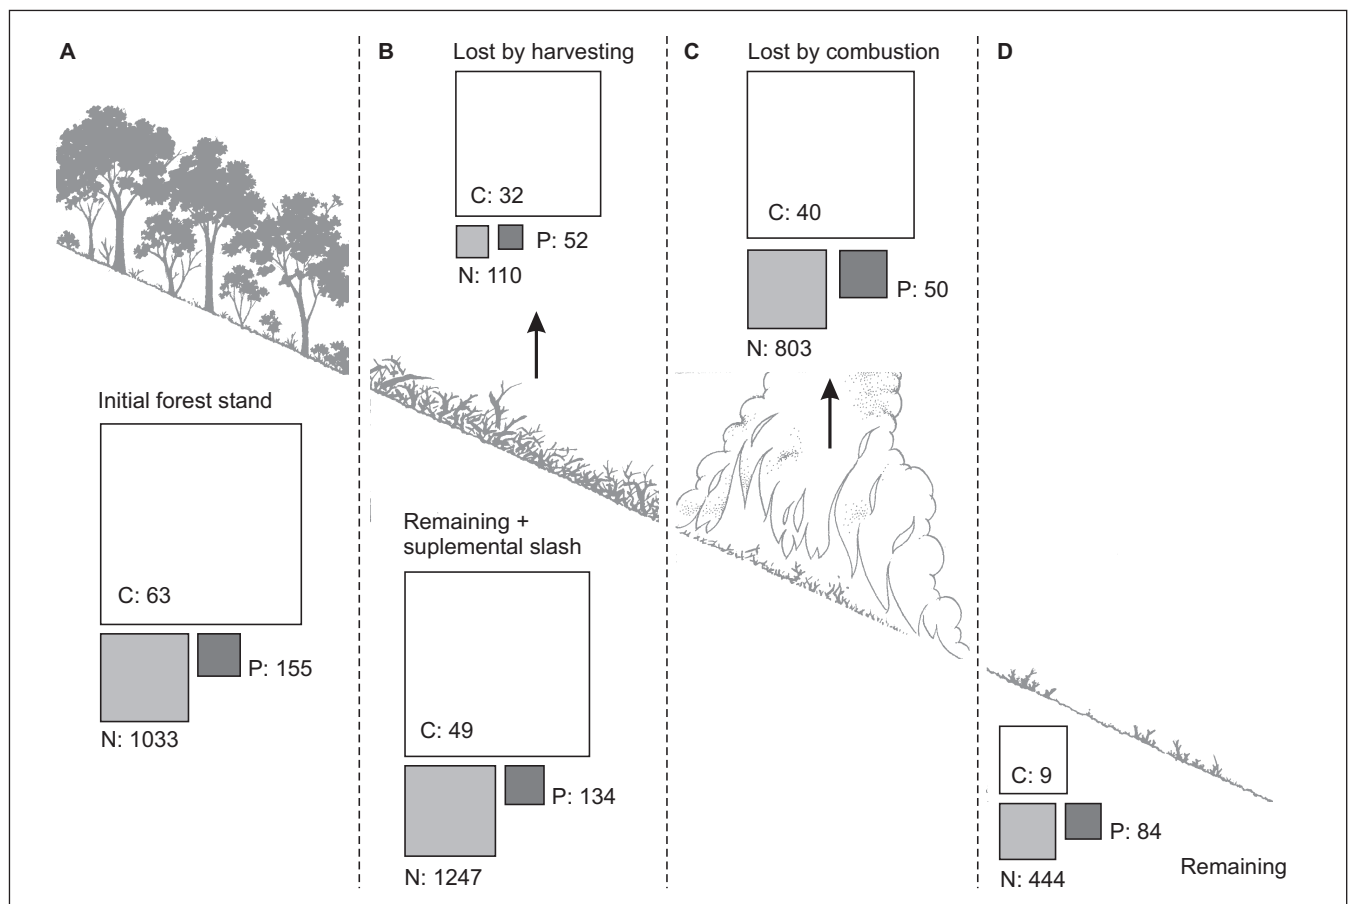 A
Initial forest stand
C: 63
P: 155
N: 1033
B
Lost by harvesting
C: 32
P: 52
N: 110
Remaining +
suplemental slash
C: 49
P: 134
N: 1247
C
Lost by combustion
C: 40
P: 50
N: 803
D
C: 9
P: 84
N: 444
Remaining